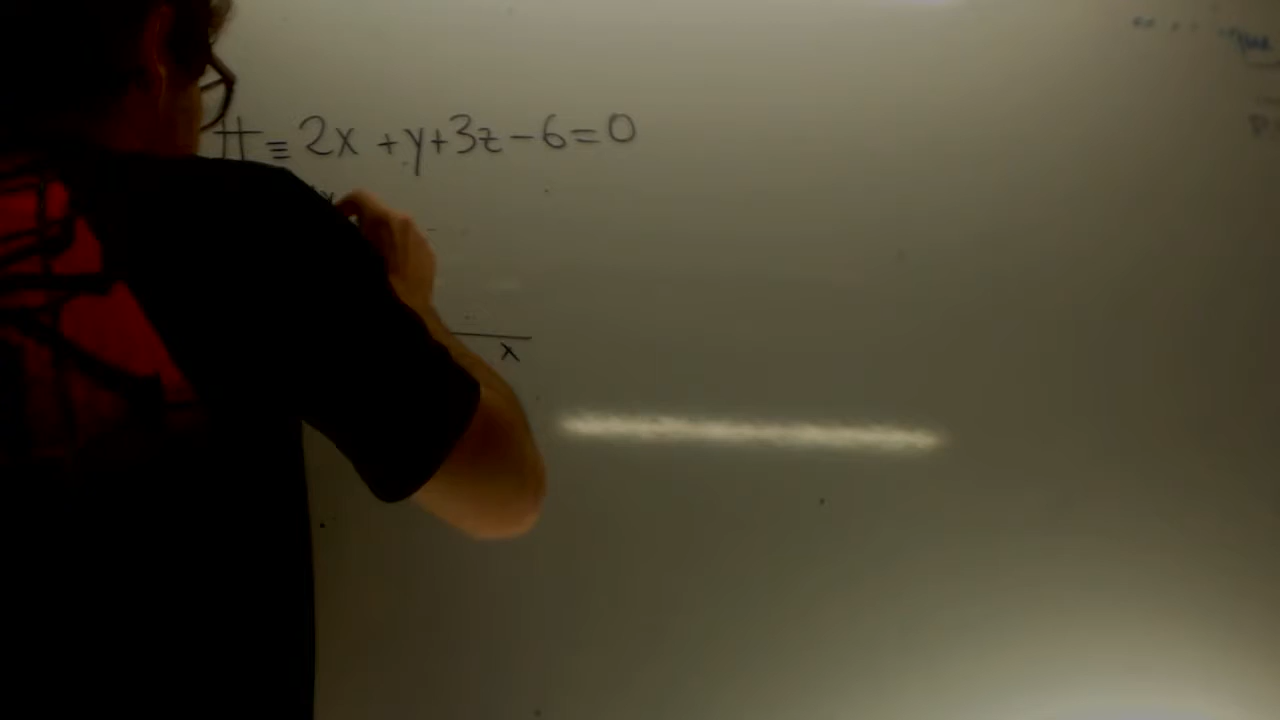 π ≡ 2x + y + 3z - 6 = 0
y
x